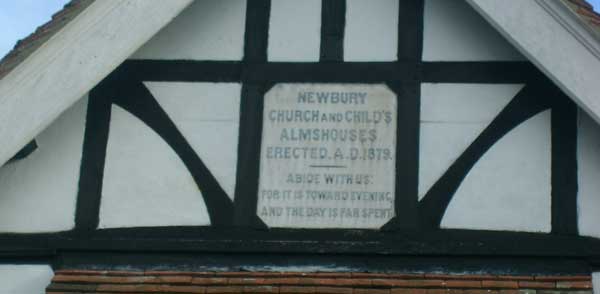 NEWBURY
CHURCH AND CHILD'S
ALMSHOUSES
ERECTED. A.D. 1879.
ABIDE WITH US:
FOR IT IS TOWARD EVENING,
AND THE DAY IS FAR SPENT.